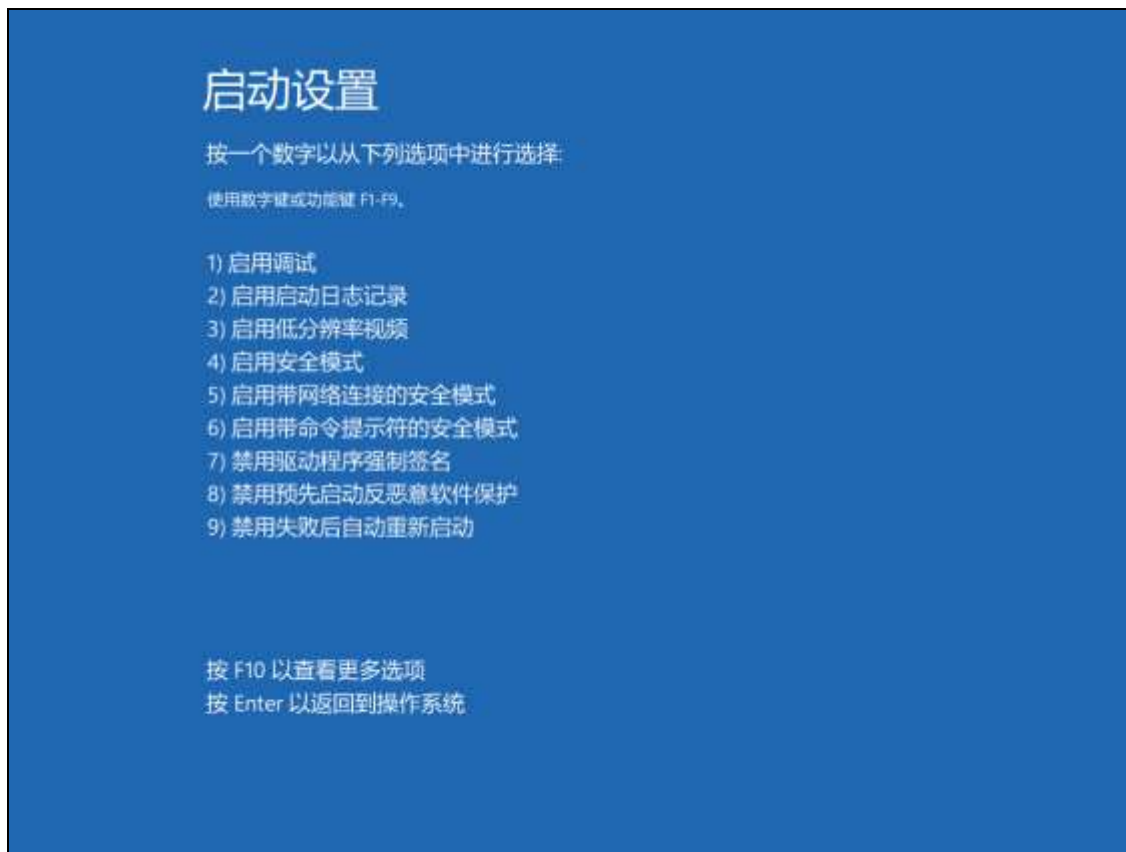 启动设置
按一个数字以从下列选项中进行选择:
使用数字键或功能键 F1-F9。
1) 启用调试
2) 启用启动日志记录
3) 启用低分辨率视频
4) 启用安全模式
5) 启用带网络连接的安全模式
6) 启用带命令提示符的安全模式
7) 禁用驱动程序强制签名
8) 禁用预先启动反恶意软件保护
9) 禁用失败后自动重新启动
按 F10 以查看更多选项
按 Enter 以返回到操作系统